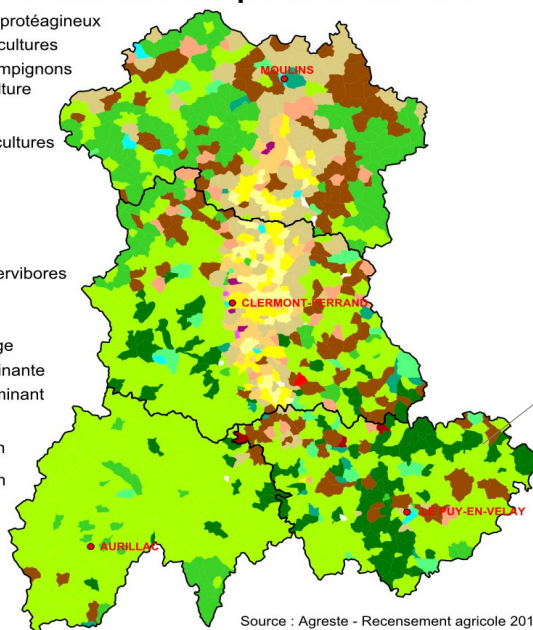 protéagineux
cultures
mpignons
lture
MOULINS
cultures
ervibores
CLERMONT-FERRAND
ge
inante
minant
n
n
LE PUY-EN-VELAY
AURILLAC
Source : Agreste - Recensement agricole 201